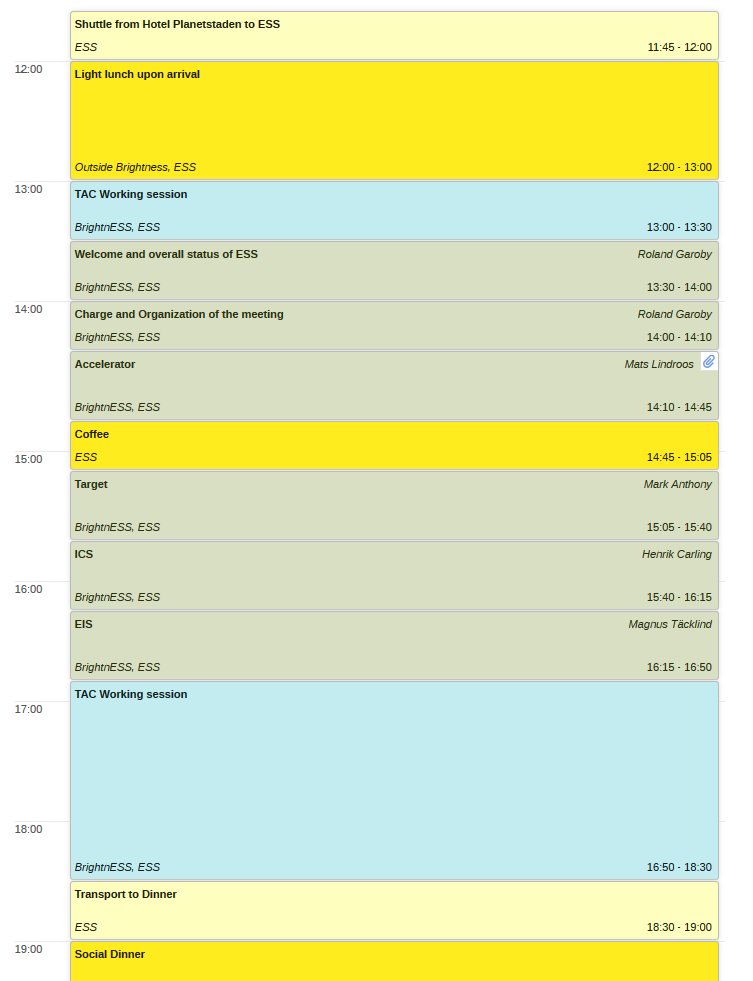 Shuttle from Hotel Planetstaden to ESS
ESS 11:45 - 12:00
12:00
Light lunch upon arrival
Outside Brightness, ESS 12:00 - 13:00
13:00
TAC Working session
BrightnESS, ESS 13:00 - 13:30
Welcome and overall status of ESS Roland Garoby
BrightnESS, ESS 13:30 - 14:00
14:00
Charge and Organization of the meeting Roland Garoby
BrightnESS, ESS 14:00 - 14:10
Accelerator Mats Lindroos
BrightnESS, ESS 14:10 - 14:45
Coffee
15:00
ESS 14:45 - 15:05
Target Mark Anthony
BrightnESS, ESS 15:05 - 15:40
ICS Henrik Carling
16:00
BrightnESS, ESS 15:40 - 16:15
EIS Magnus Täcklind
BrightnESS, ESS 16:15 - 16:50
TAC Working session
17:00
18:00
BrightnESS, ESS 16:50 - 18:30
Transport to Dinner
ESS 18:30 - 19:00
19:00
Social Dinner